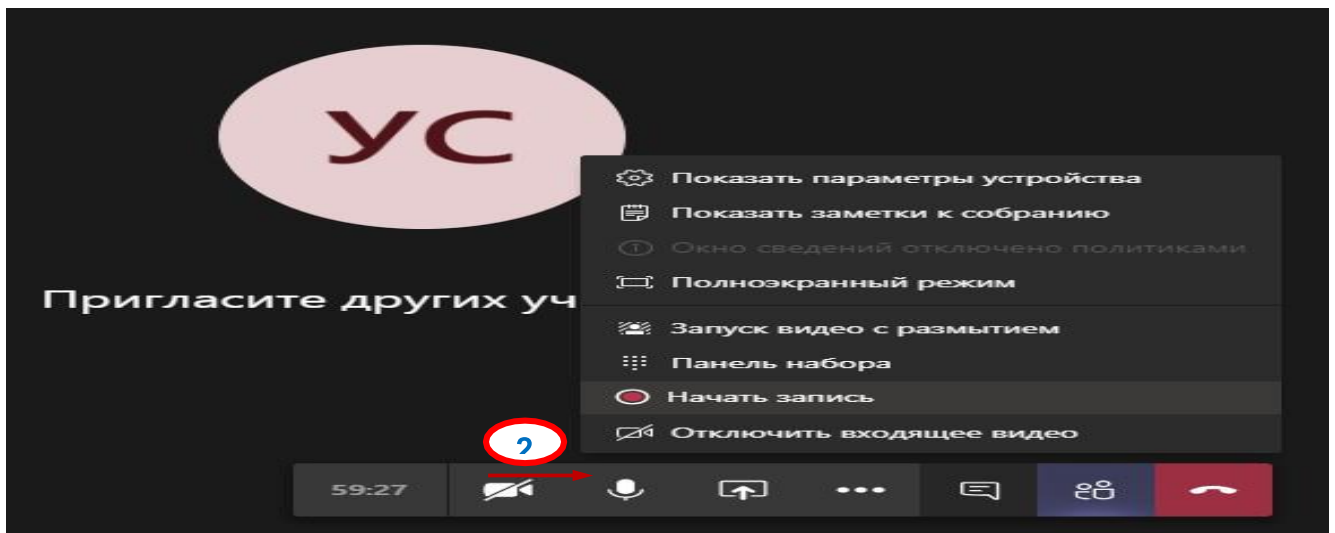 УС
Показать параметры устройства
Показать заметки к собранию
Окно сведений отключено политиками
Полноэкранный режим
Пригласите других уч
Запуск видео с размытием
Панель набора
Начать запись
Отключить входящее видео
2
59:27